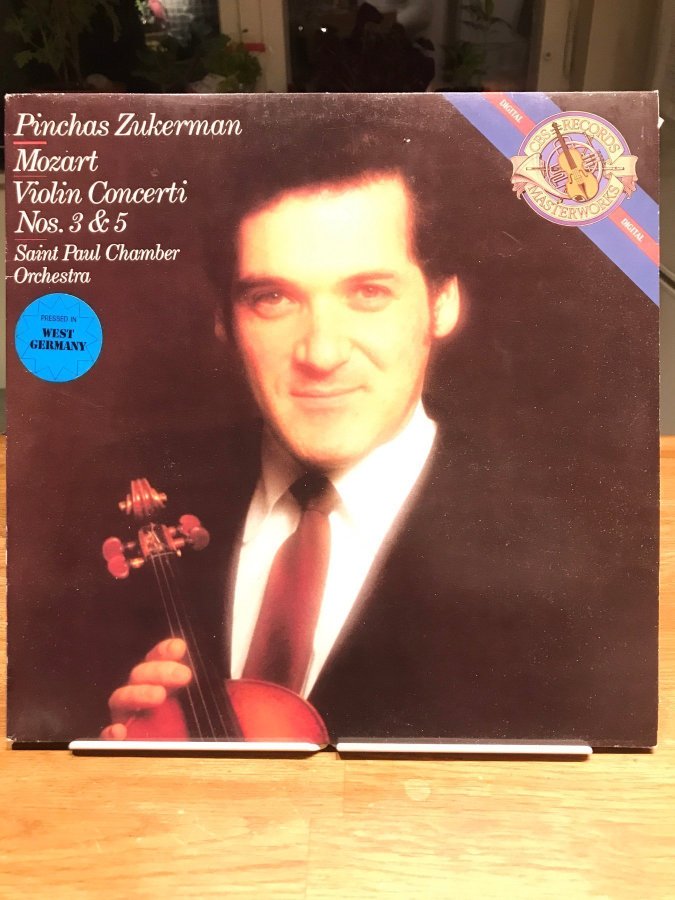 Pinchas Zukerman
Mozart
Violin Concerti
Nos. 3 & 5
Saint Paul Chamber
Orchestra
PRESSED IN
WEST
GERMANY
DIGITAL
CBS RECORDS
MASTERWORKS
DIGITAL